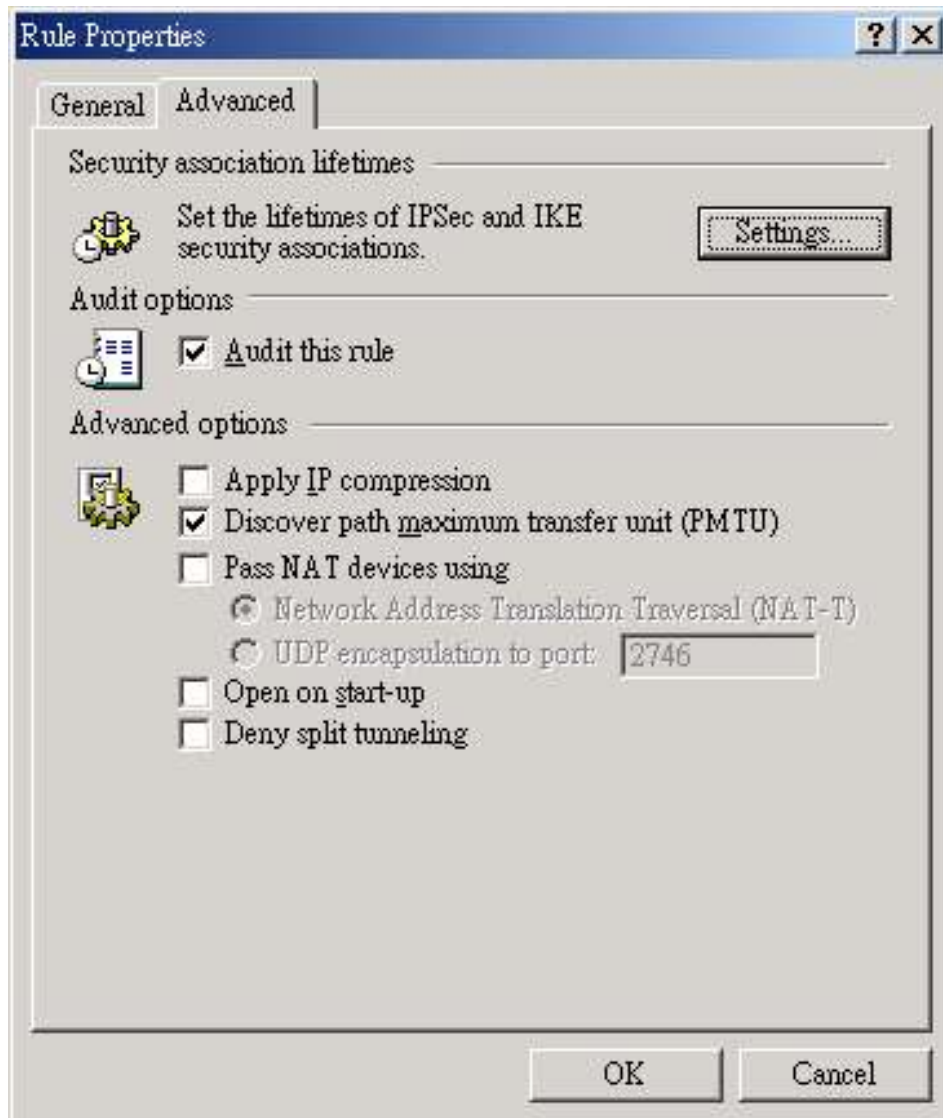 Rule Properties
General
Advanced
Security association lifetimes
Set the lifetimes of IPSec and IKE
security associations.
Settings...
Audit options
Audit this rule
Advanced options
Apply IP compression
Discover path maximum transfer unit (PMTU)
Pass NAT devices using
Network Address Translation Traversal (NAT-T)
UDP encapsulation to port: 2746
Open on start-up
Deny split tunneling
OK
Cancel